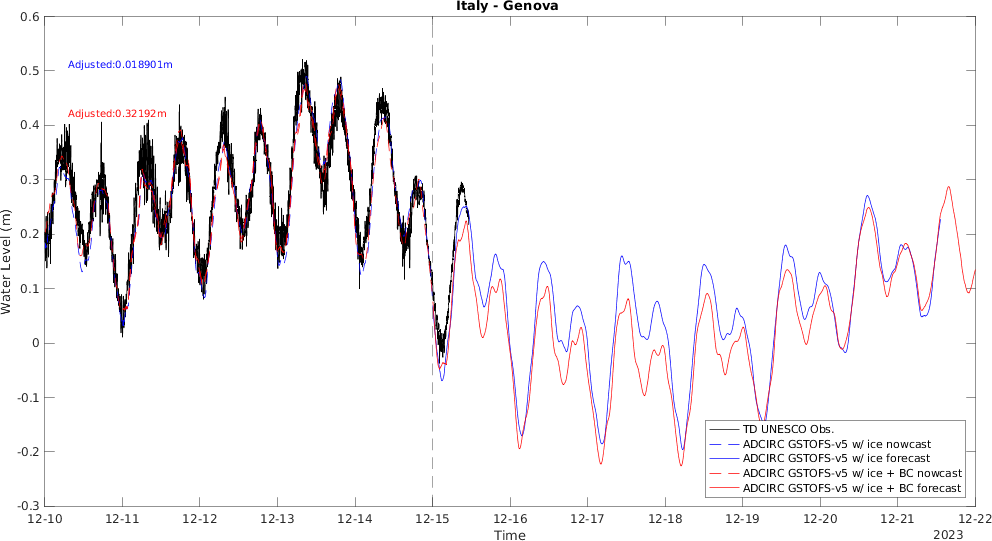 Italy - Genova
0.6
0.5
0.4
0.3
0.2
0.1
0
-0.1
-0.2
-0.3
Water Level (m)
Adjusted:0.018901m
Adjusted:0.32192m
TD UNESCO Obs.
ADCIRC GSTOFS-v5 w/ ice nowcast
ADCIRC GSTOFS-v5 w/ ice forecast
ADCIRC GSTOFS-v5 w/ ice + BC nowcast
ADCIRC GSTOFS-v5 w/ ice + BC forecast
12-10 12-11 12-12 12-13 12-14 12-15 12-16 12-17 12-18 12-19 12-20 12-21 12-22
Time
2023